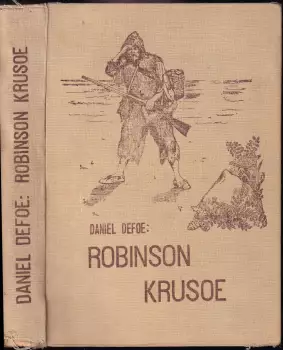 DANIEL DEFOE: ROBINSON KRUSOE
DANIEL DEFOE:
ROBINSON
KRUSOE